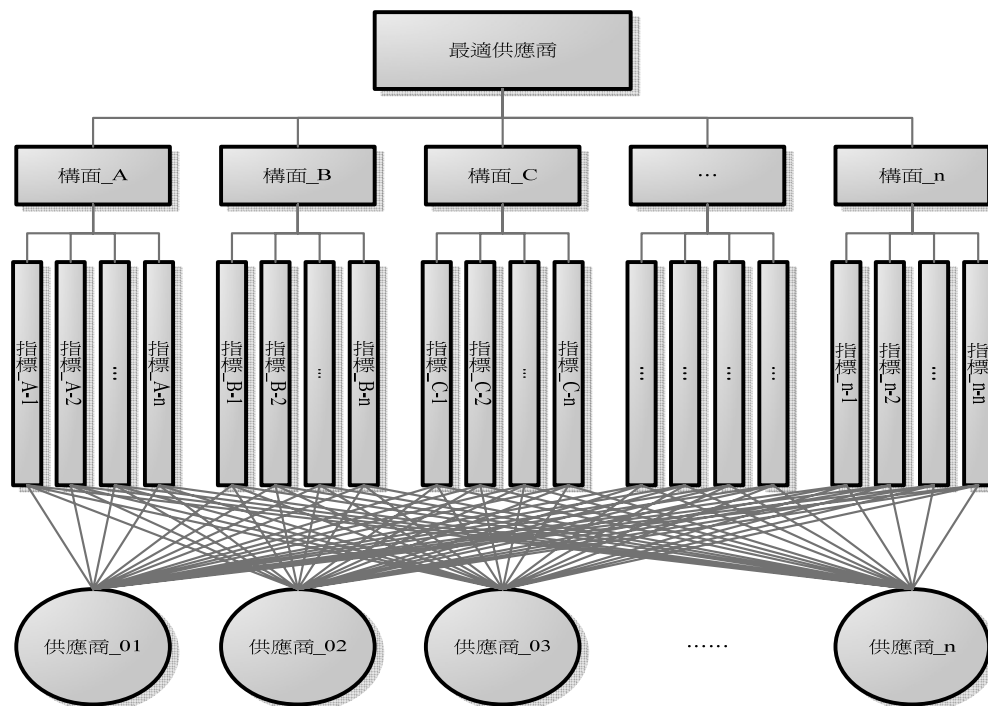 最適供應商
構面_A
構面_B
構面_C
...
構面_n
指標_A-1
指標_A-2
...
指標_A-n
指標_B-1
指標_B-2
...
指標_B-n
指標_C-1
指標_C-2
...
指標_C-n
...
...
...
...
指標_n-1
指標_n-2
...
指標_n-n
供應商_01
供應商_02
供應商_03
......
供應商_n